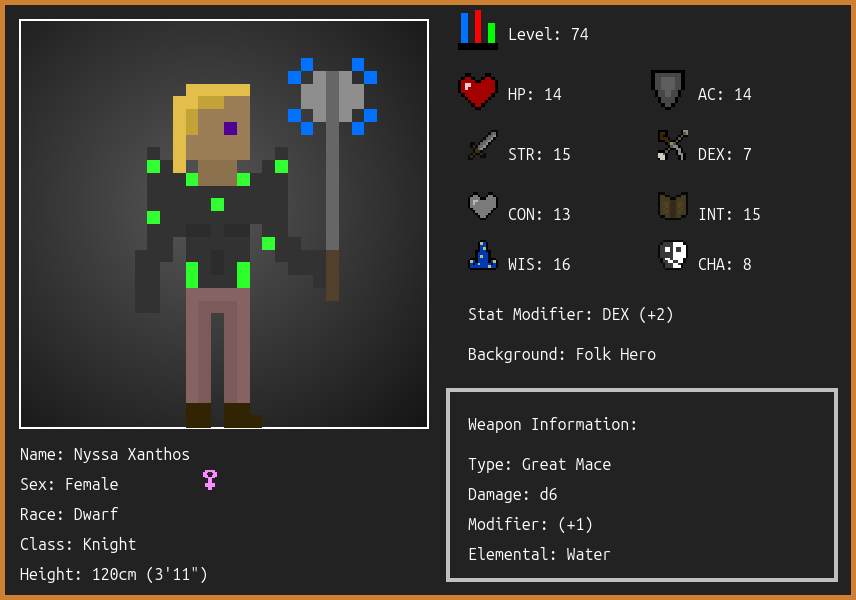 Level: 74
HP: 14
AC: 14
STR: 15
DEX: 7
CON: 13
INT: 15
WIS: 16
CHA: 8
Stat Modifier: DEX (+2)
Background: Folk Hero
Weapon Information:
Type: Great Mace
Damage: d6
Modifier: (+1)
Elemental: Water
Name: Nyssa Xanthos
Sex: Female
Race: Dwarf
Class: Knight
Height: 120cm (3'11")